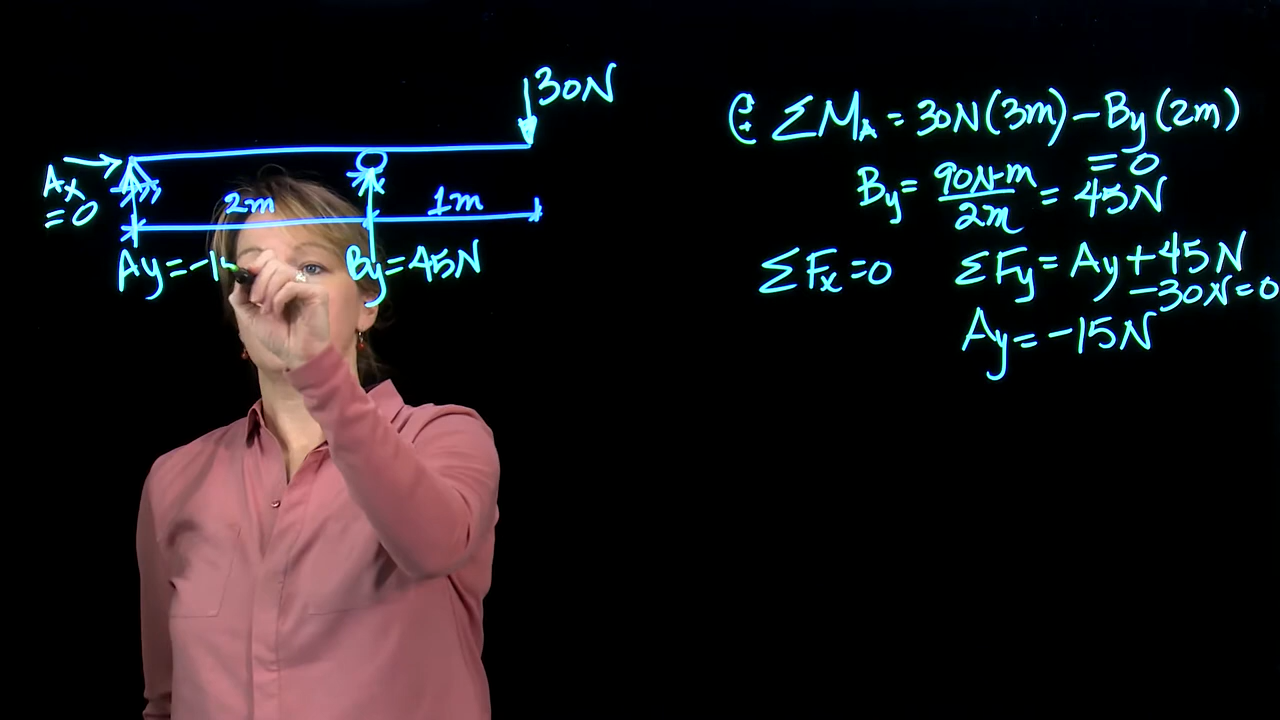 30N
Ax
=0
2m
1m
Ay=-1
By=45N
+ ΣMA = 30N(3m) - By(2m)
= 0
By = 90N·m / 2m = 45N
ΣFx = 0
ΣFy = Ay + 45N
- 30N = 0
Ay = -15N